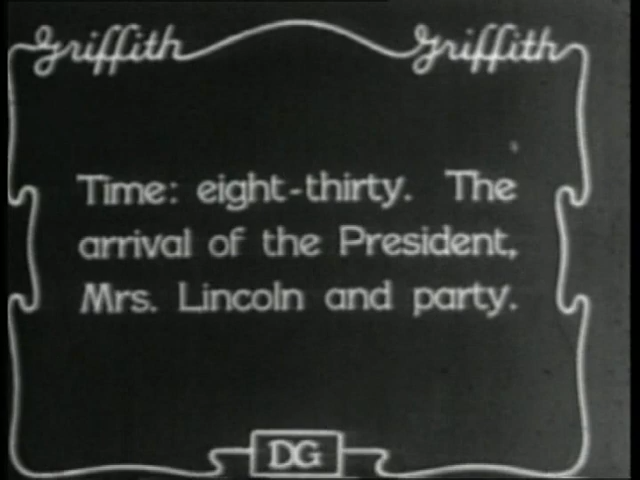 Griffith Griffith
Time: eight-thirty. The
arrival of the President,
Mrs. Lincoln and party.
DG